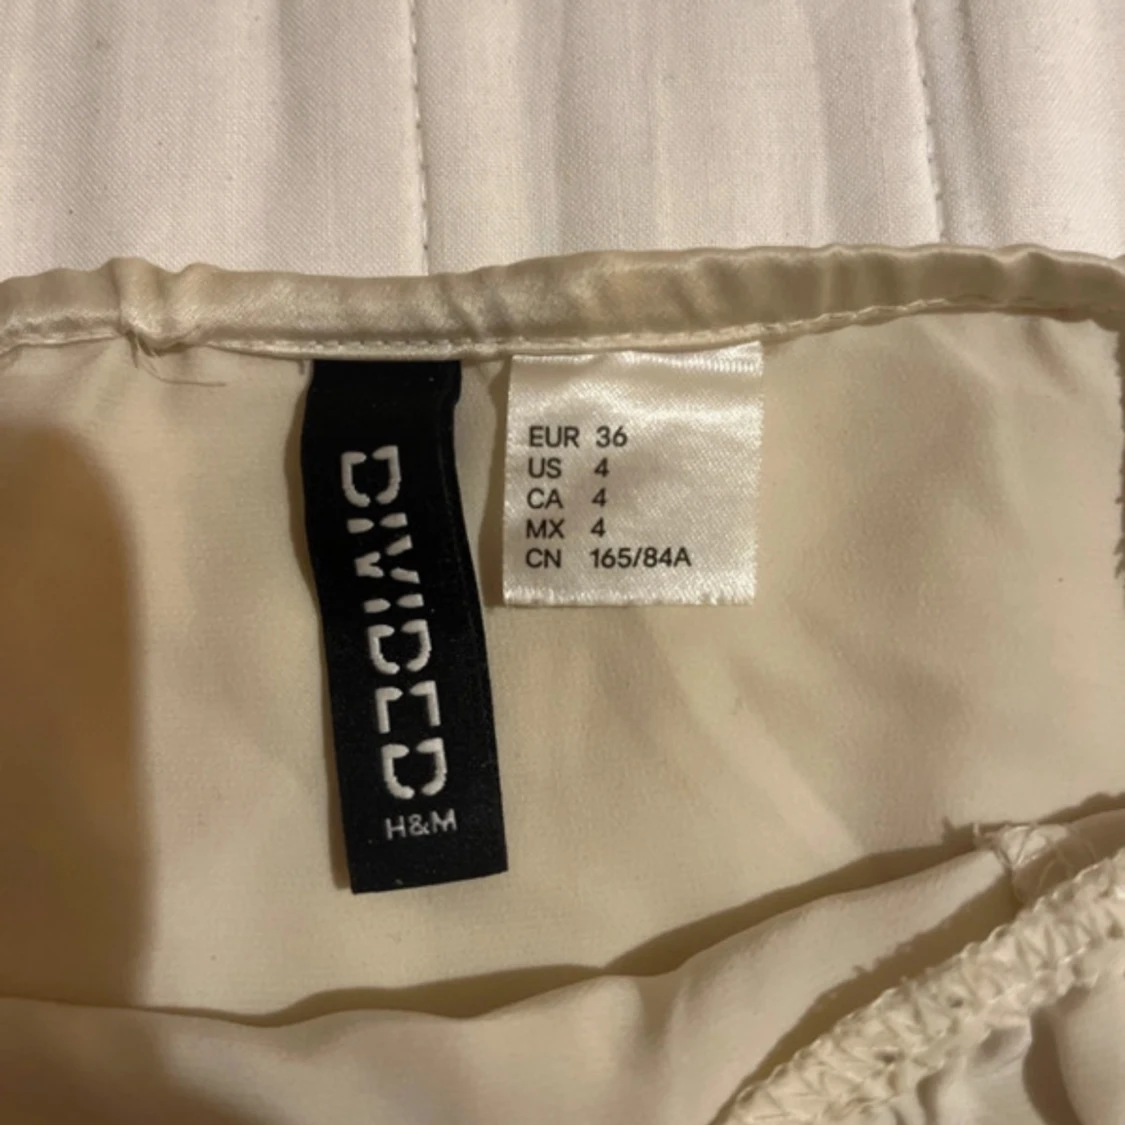 DIVIDED
H&M
EUR 36
US 4
CA 4
MX 4
CN 165/84A